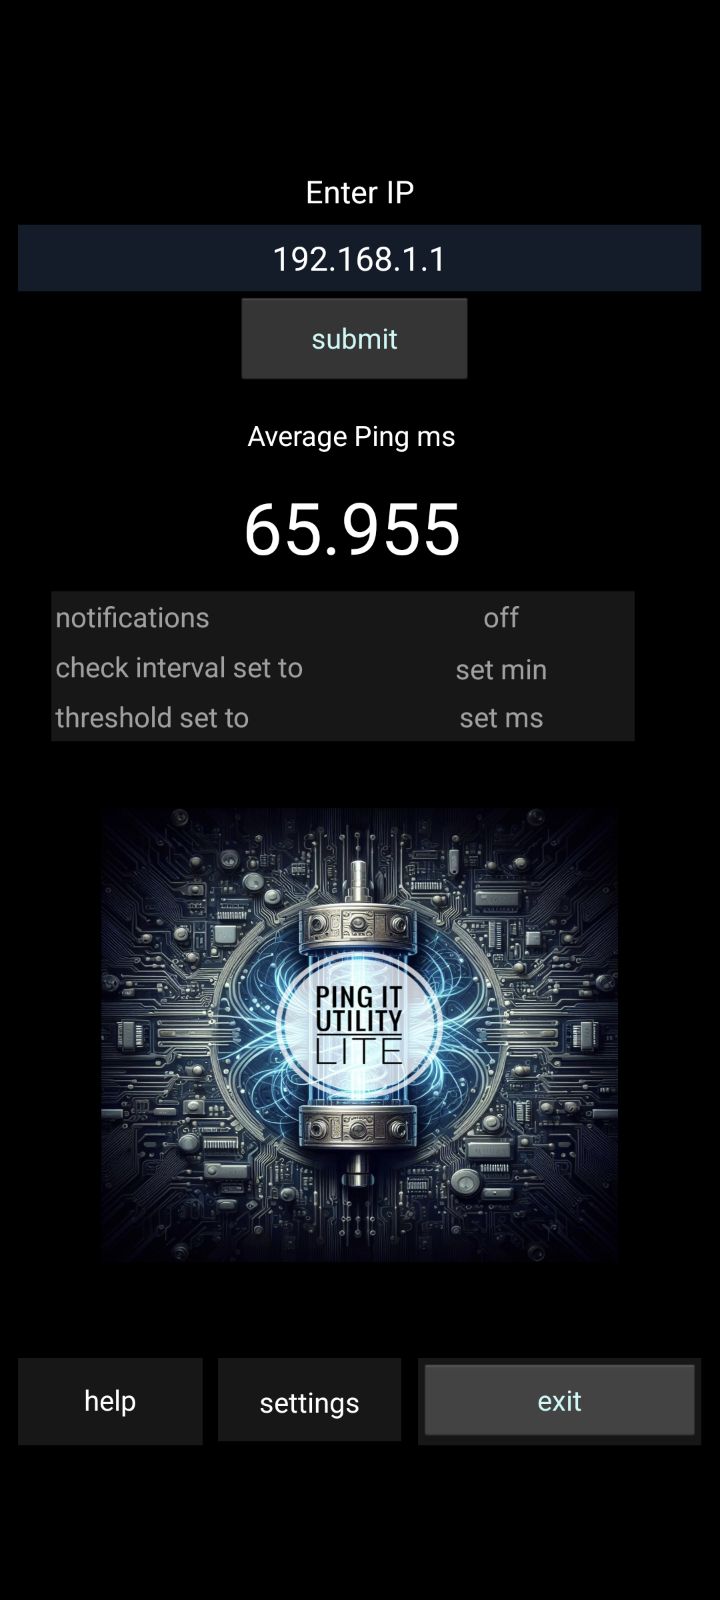 Enter IP
192.168.1.1
submit
Average Ping ms
65.955
notifications off
check interval set to set min
threshold set to set ms
PING IT
UTILITY
LITE
help settings exit